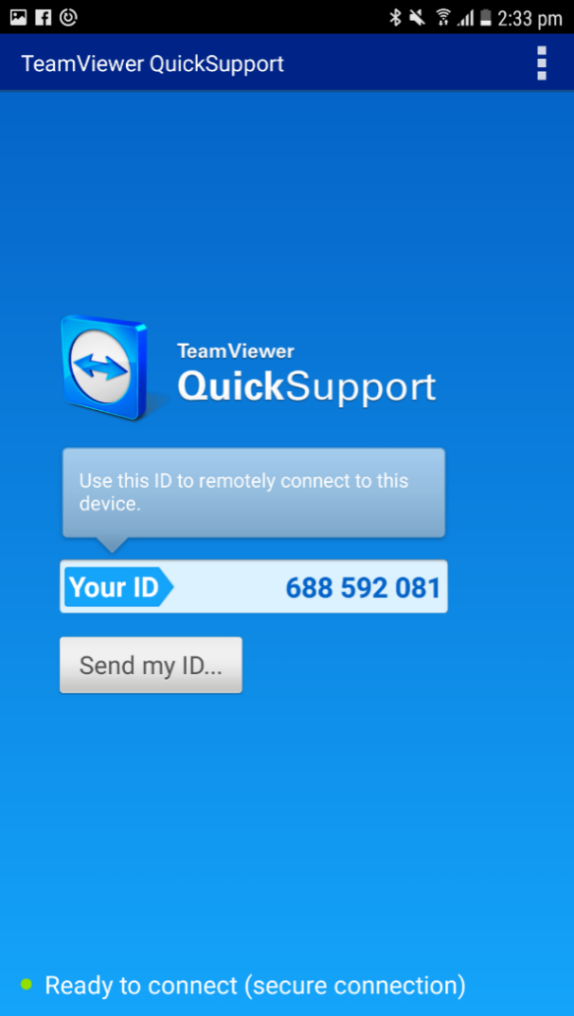 2:33 pm
TeamViewer QuickSupport
TeamViewer
QuickSupport
Use this ID to remotely connect to this
device.
Your ID 688 592 081
Send my ID...
Ready to connect (secure connection)